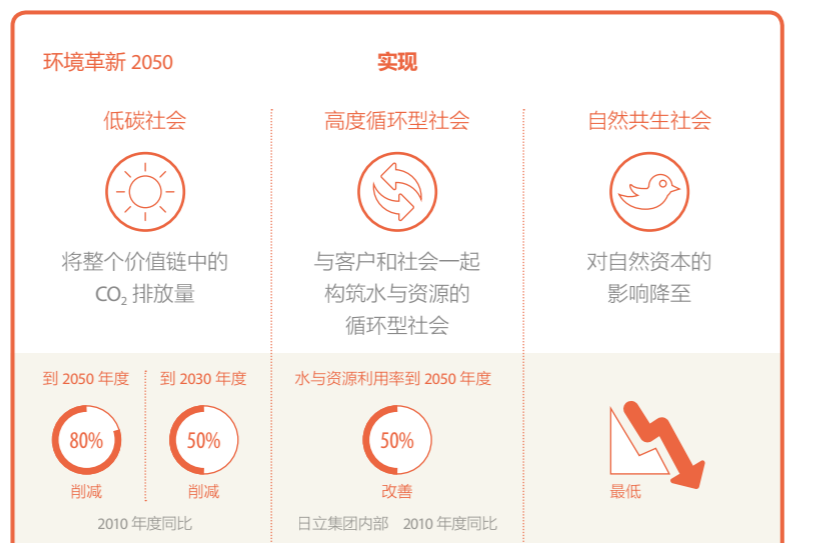 环境革新 2050
实现
低碳社会
将整个价值链中的
CO₂ 排放量
到 2050 年度
80%
削减
到 2030 年度
50%
削减
2010 年度同比
高度循环型社会
与客户和社会一起
构筑水与资源的
循环型社会
水与资源利用率到 2050 年度
50%
改善
日立集团内部 2010 年度同比
自然共生社会
对自然资本的
影响降至
最低